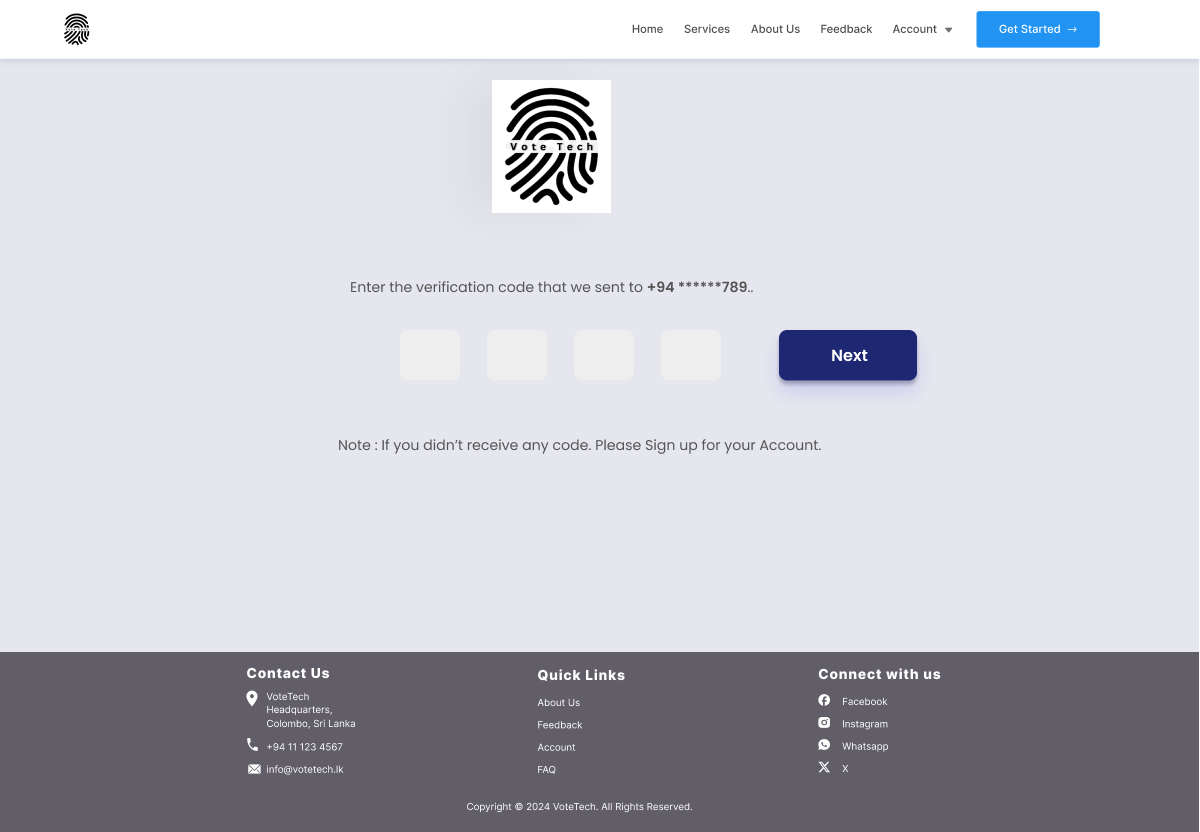 Home Services About Us Feedback Account Get Started →
Vote Tech
Enter the verification code that we sent to +94 ******789..
Next
Note : If you didn’t receive any code. Please Sign up for your Account.
Contact Us
VoteTech
Headquarters,
Colombo, Sri Lanka
+94 11 123 4567
info@votetech.lk
Quick Links
About Us
Feedback
Account
FAQ
Connect with us
Facebook
Instagram
Whatsapp
X
Copyright © 2024 VoteTech. All Rights Reserved.